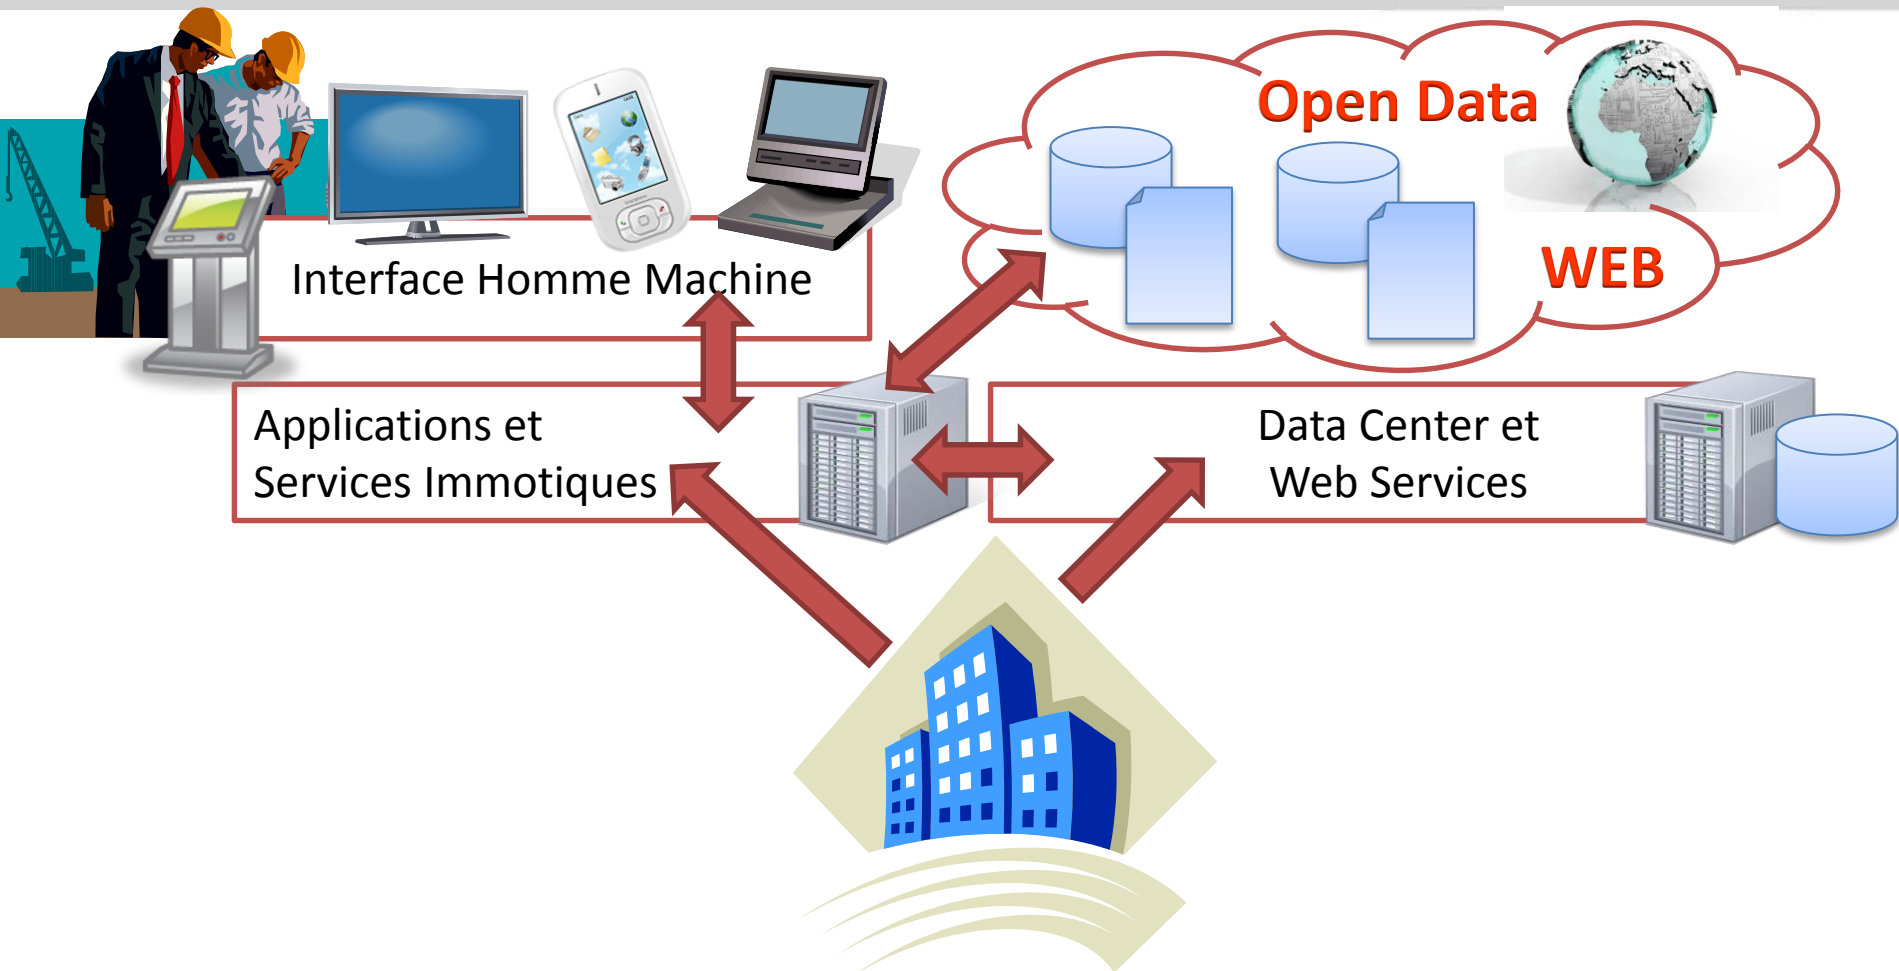 Open Data
WEB
Interface Homme Machine
Applications et
Services Immotiques
Data Center et
Web Services